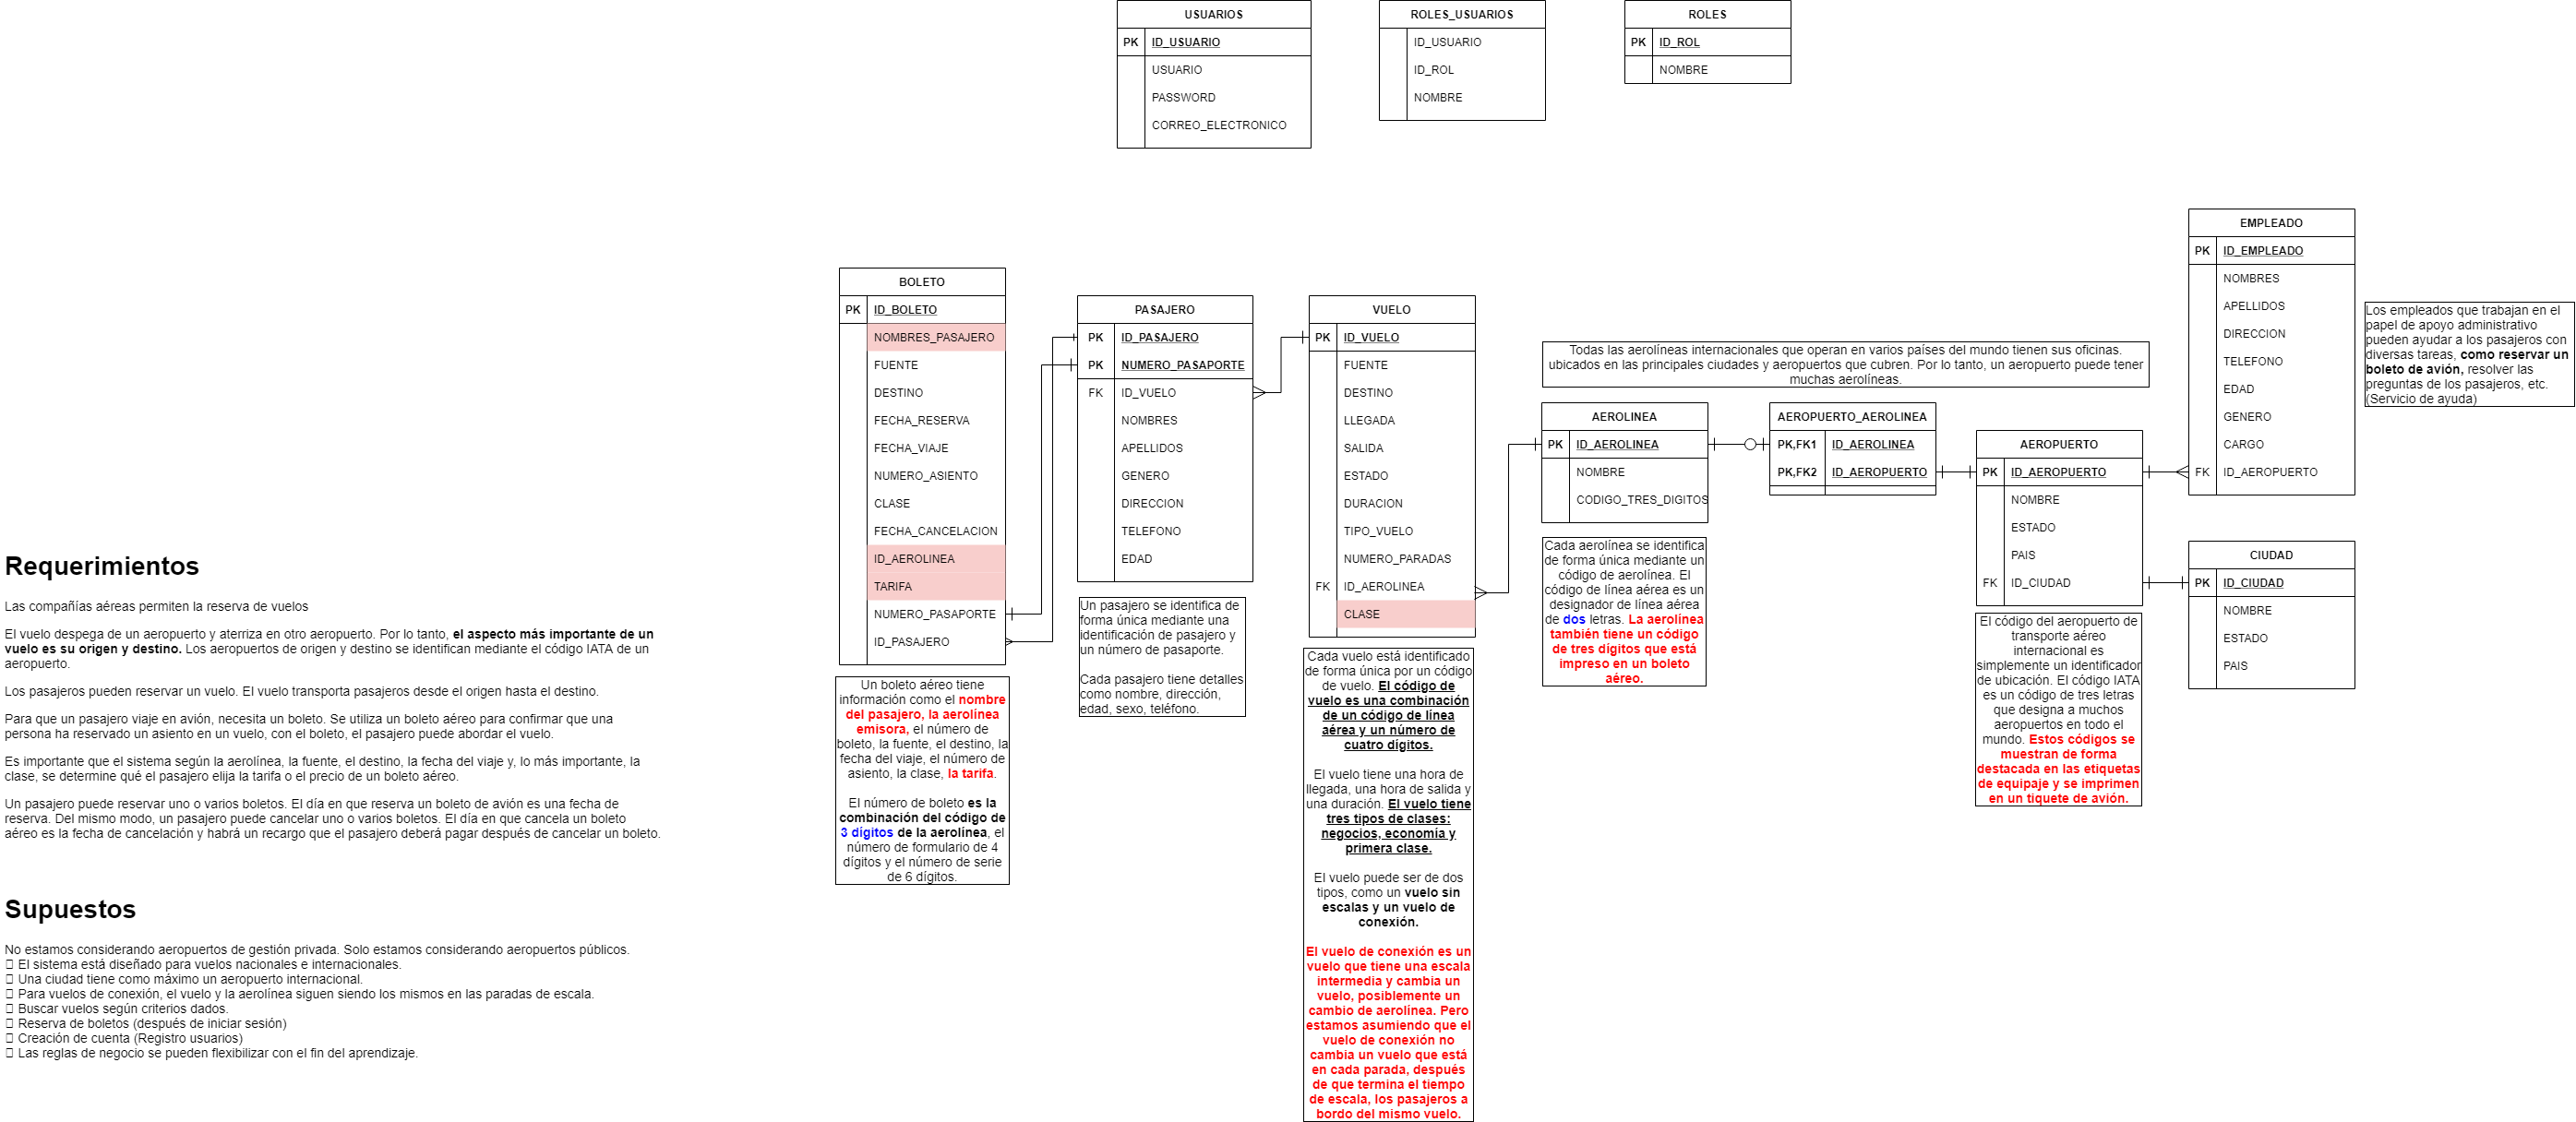 USUARIOS
PK ID_USUARIO
USUARIO
PASSWORD
CORREO_ELECTRONICO
ROLES_USUARIOS
ID_USUARIO
ID_ROL
NOMBRE
ROLES
PK ID_ROL
NOMBRE
BOLETO
PK ID_BOLETO
NOMBRES_PASAJERO
FUENTE
DESTINO
FECHA_RESERVA
FECHA_VIAJE
NUMERO_ASIENTO
CLASE
FECHA_CANCELACION
ID_AEROLINEA
TARIFA
NUMERO_PASAPORTE
ID_PASAJERO
Un boleto aéreo tiene
información como el nombre
del pasajero, la aerolínea
emisora, el número de
boleto, la fuente, el destino, la
fecha del viaje, el número de
asiento, la clase, la tarifa.
El número de boleto es la
combinación del código de
3 dígitos de la aerolínea, el
número de formulario de 4
dígitos y el número de serie
de 6 dígitos.
PASAJERO
PK ID_PASAJERO
PK NUMERO_PASAPORTE
FK ID_VUELO
NOMBRES
APELLIDOS
GENERO
DIRECCION
TELEFONO
EDAD
Un pasajero se identifica de
forma única mediante una
identificación de pasajero y
un número de pasaporte.
Cada pasajero tiene detalles
como nombre, dirección,
edad, sexo, teléfono.
VUELO
PK ID_VUELO
FUENTE
DESTINO
LLEGADA
SALIDA
ESTADO
DURACION
TIPO_VUELO
NUMERO_PARADAS
FK ID_AEROLINEA
CLASE
Cada vuelo está identificado
de forma única por un código
de vuelo. El código de
vuelo es una combinación
de un código de línea
aérea y un número de
cuatro dígitos.
El vuelo tiene una hora de
llegada, una hora de salida y
una duración. El vuelo tiene
tres tipos de clases:
negocios, economía y
primera clase.
El vuelo puede ser de dos
tipos, como un vuelo sin
escalas y un vuelo de
conexión.
El vuelo de conexión es un
vuelo que tiene una escala
intermedia y cambia un
vuelo, posiblemente un
cambio de aerolínea. Pero
estamos asumiendo que el
vuelo de conexión no
cambia un vuelo que está
en cada parada, después
de que termina el tiempo
de escala, los pasajeros a
bordo del mismo vuelo.
Todas las aerolíneas internacionales que operan en varios países del mundo tienen sus oficinas.
ubicados en las principales ciudades y aeropuertos que cubren. Por lo tanto, un aeropuerto puede tener
muchas aerolíneas.
AEROLINEA
PK ID_AEROLINEA
NOMBRE
CODIGO_TRES_DIGITOS
Cada aerolínea se identifica
de forma única mediante un
código de aerolínea. El
código de línea aérea es un
designador de línea aérea
de dos letras. La aerolínea
también tiene un código
de tres dígitos que está
impreso en un boleto
aéreo.
AEROPUERTO_AEROLINEA
PK,FK1 ID_AEROLINEA
PK,FK2 ID_AEROPUERTO
AEROPUERTO
PK ID_AEROPUERTO
NOMBRE
ESTADO
PAIS
FK ID_CIUDAD
El código del aeropuerto de
transporte aéreo
internacional es
simplemente un identificador
de ubicación. El código IATA
es un código de tres letras
que designa a muchos
aeropuertos en todo el
mundo. Estos códigos se
muestran de forma
destacada en las etiquetas
de equipaje y se imprimen
en un tiquete de avión.
EMPLEADO
PK ID_EMPLEADO
NOMBRES
APELLIDOS
DIRECCION
TELEFONO
EDAD
GENERO
CARGO
FK ID_AEROPUERTO
Los empleados que trabajan en el
papel de apoyo administrativo
pueden ayudar a los pasajeros con
diversas tareas, como reservar un
boleto de avión, resolver las
preguntas de los pasajeros, etc.
(Servicio de ayuda)
CIUDAD
PK ID_CIUDAD
NOMBRE
ESTADO
PAIS
Requerimientos
Las compañías aéreas permiten la reserva de vuelos
El vuelo despega de un aeropuerto y aterriza en otro aeropuerto. Por lo tanto, el aspecto más importante de un
vuelo es su origen y destino. Los aeropuertos de origen y destino se identifican mediante el código IATA de un
aeropuerto.
Los pasajeros pueden reservar un vuelo. El vuelo transporta pasajeros desde el origen hasta el destino.
Para que un pasajero viaje en avión, necesita un boleto. Se utiliza un boleto aéreo para confirmar que una
persona ha reservado un asiento en un vuelo, con el boleto, el pasajero puede abordar el vuelo.
Es importante que el sistema según la aerolínea, la fuente, el destino, la fecha del viaje y, lo más importante, la
clase, se determine qué el pasajero elija la tarifa o el precio de un boleto aéreo.
Un pasajero puede reservar uno o varios boletos. El día en que reserva un boleto de avión es una fecha de
reserva. Del mismo modo, un pasajero puede cancelar uno o varios boletos. El día en que cancela un boleto
aéreo es la fecha de cancelación y habrá un recargo que el pasajero deberá pagar después de cancelar un boleto.
Supuestos
No estamos considerando aeropuertos de gestión privada. Solo estamos considerando aeropuertos públicos.
El sistema está diseñado para vuelos nacionales e internacionales.
Una ciudad tiene como máximo un aeropuerto internacional.
Para vuelos de conexión, el vuelo y la aerolínea siguen siendo los mismos en las paradas de escala.
Buscar vuelos según criterios dados.
Reserva de boletos (después de iniciar sesión)
Creación de cuenta (Registro usuarios)
Las reglas de negocio se pueden flexibilizar con el fin del aprendizaje.